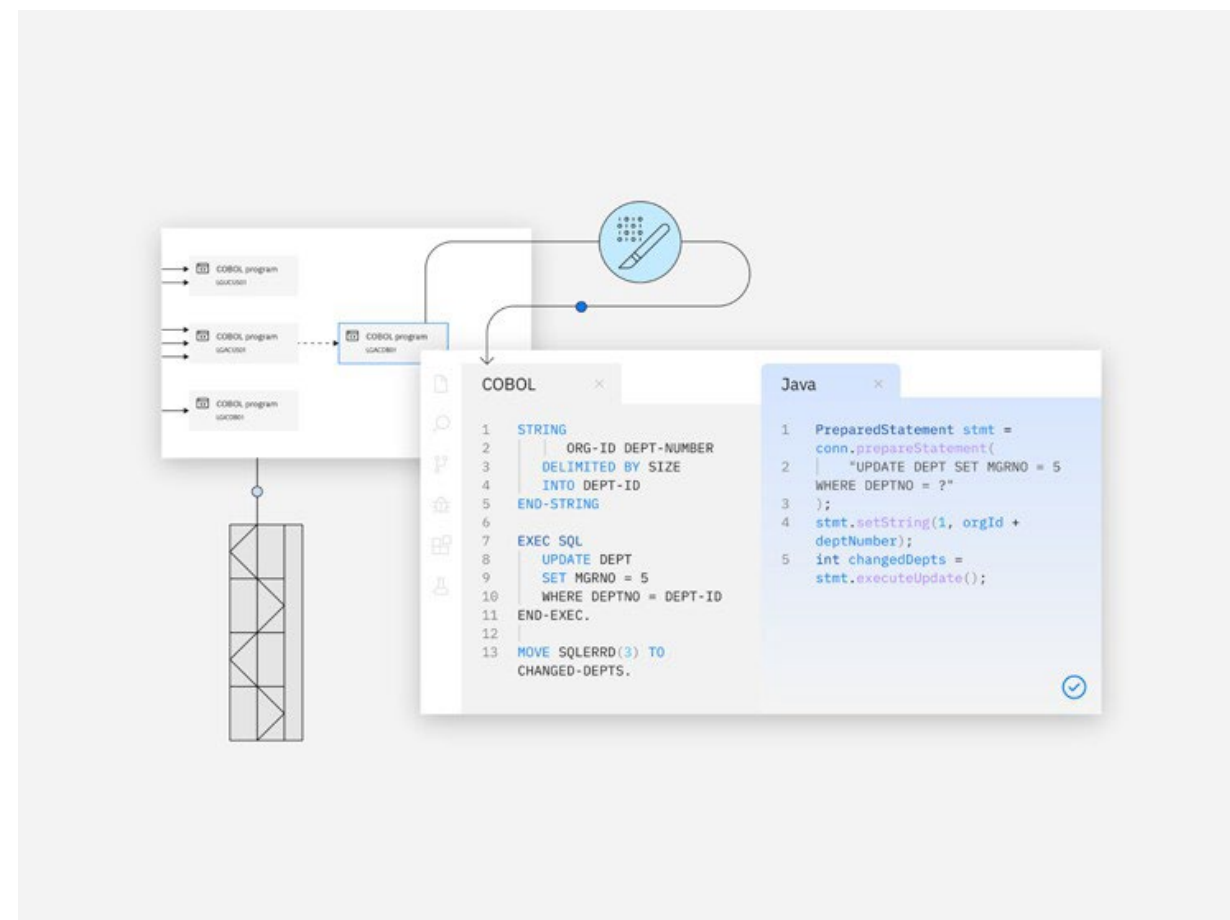 COBOL program
LGUCUS01
COBOL program
LGACUS01
COBOL program
LGACDB01
COBOL program
LGICDB01
COBOL
1 STRING
2 ORG-ID DEPT-NUMBER
3 DELIMITED BY SIZE
4 INTO DEPT-ID
5 END-STRING
6
7 EXEC SQL
8 UPDATE DEPT
9 SET MGRNO = 5
10 WHERE DEPTNO = DEPT-ID
11 END-EXEC.
12
13 MOVE SQLERRD(3) TO
CHANGED-DEPTS.
Java
1 PreparedStatement stmt =
conn.prepareStatement(
2 "UPDATE DEPT SET MGRNO = 5
WHERE DEPTNO = ?"
3 );
4 stmt.setString(1, orgId +
deptNumber);
5 int changedDepts =
stmt.executeUpdate();